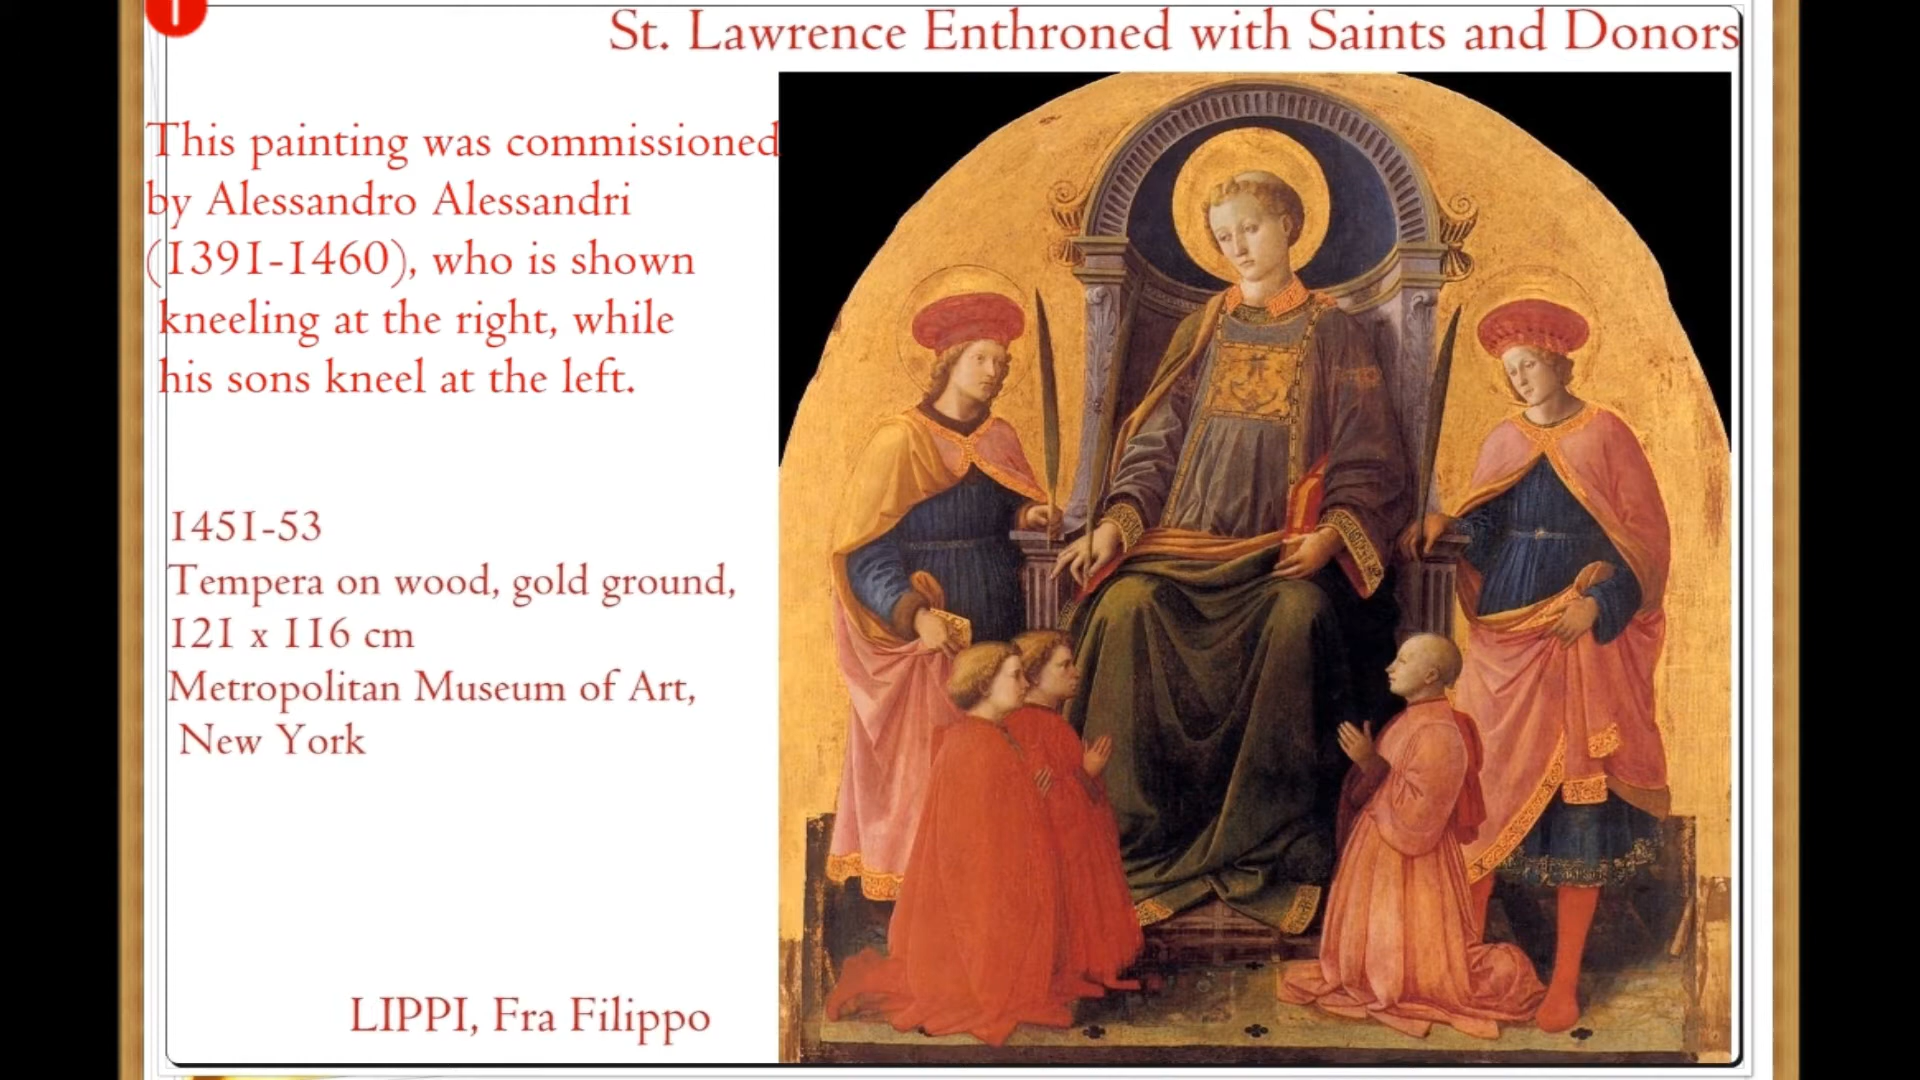 St. Lawrence Enthroned with Saints and Donors
This painting was commissioned
by Alessandro Alessandri
(1391-1460), who is shown
kneeling at the right, while
his sons kneel at the left.
1451-53
Tempera on wood, gold ground,
121 x 116 cm
Metropolitan Museum of Art,
New York
LIPPI, Fra Filippo